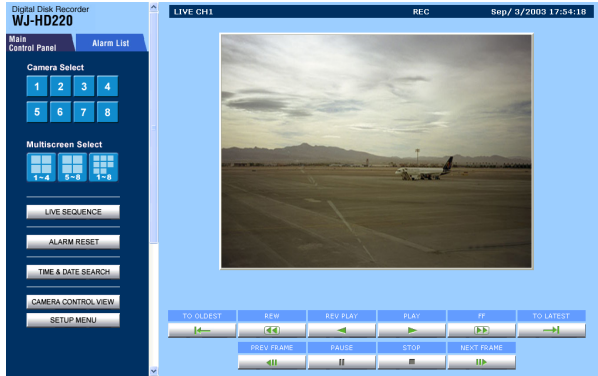 Digital Disk Recorder
WJ-HD220
Main
Control Panel
Alarm List
Camera Select
1 2 3 4
5 6 7 8
Multiscreen Select
1~4 5~8 1~8
LIVE SEQUENCE
ALARM RESET
TIME & DATE SEARCH
CAMERA CONTROL VIEW
SETUP MENU
LIVE CH1 REC Sep/ 3/2003 17:54:18
TO OLDEST REW REV PLAY PLAY FF TO LATEST
PREV FRAME PAUSE STOP NEXT FRAME